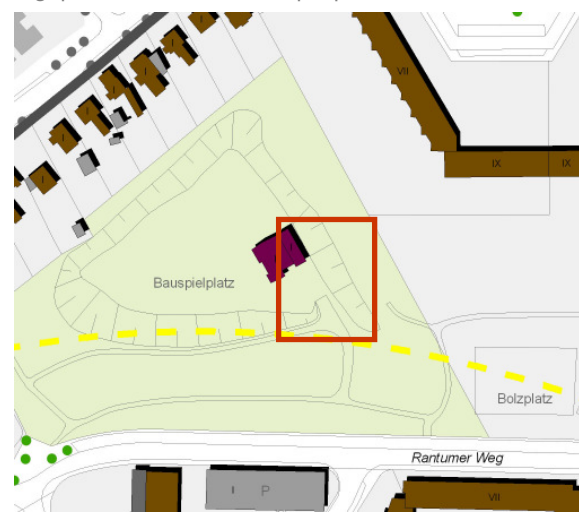 I
I
I
I
I
I
VII
IX
IX
Bauspielplatz
Bolzplatz
Rantumer Weg
I P
VII